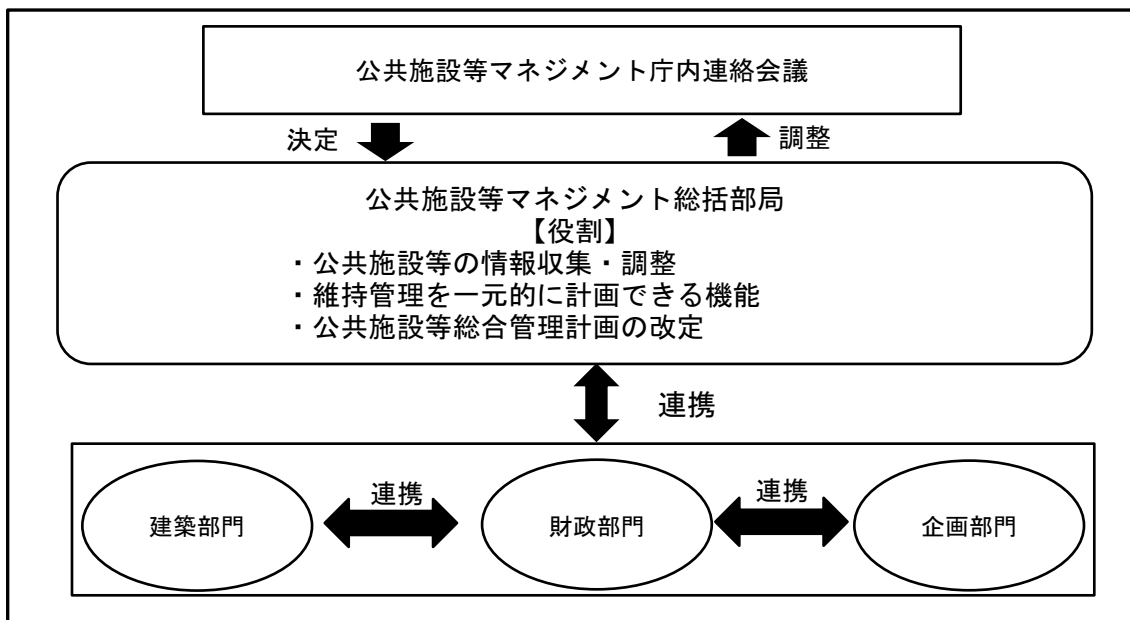 公共施設等マネジメント庁内連絡会議
決定
調整
公共施設等マネジメント総括部局
【役割】
・公共施設等の情報収集・調整
・維持管理を一元的に計画できる機能
・公共施設等総合管理計画の改定
連携
連携
連携
建築部門
財政部門
企画部門